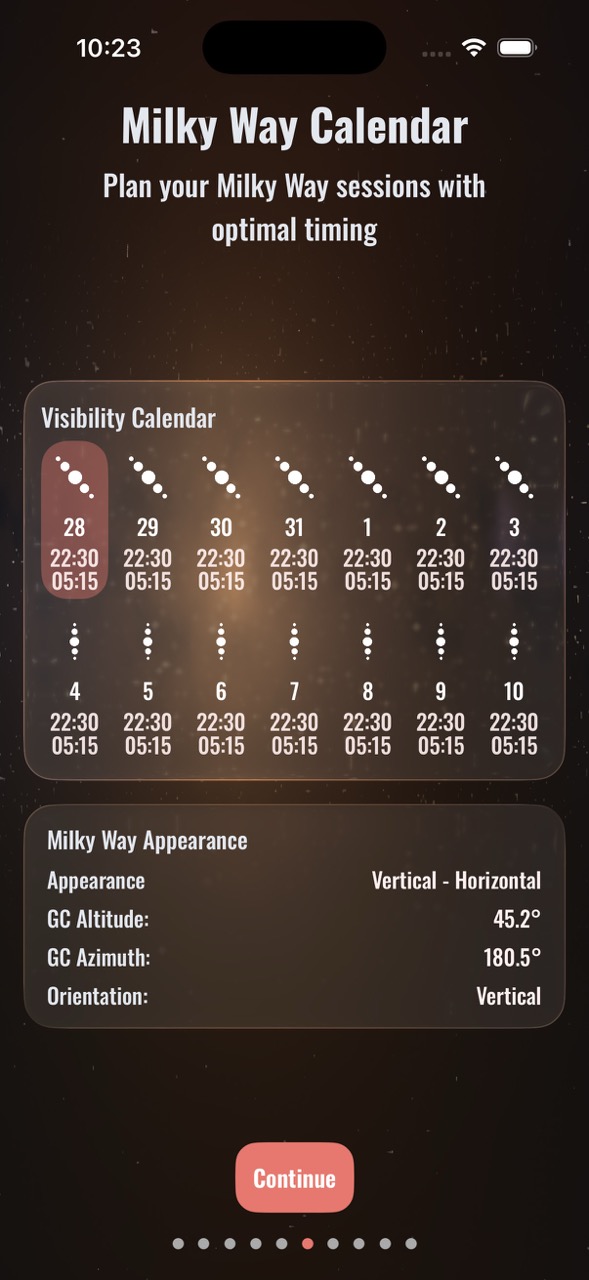 10:23
Milky Way Calendar
Plan your Milky Way sessions with
optimal timing
Visibility Calendar
28 29 30 31 1 2 3
22:30 22:30 22:30 22:30 22:30 22:30 22:30
05:15 05:15 05:15 05:15 05:15 05:15 05:15
4 5 6 7 8 9 10
22:30 22:30 22:30 22:30 22:30 22:30 22:30
05:15 05:15 05:15 05:15 05:15 05:15 05:15
Milky Way Appearance
Appearance Vertical - Horizontal
GC Altitude: 45.2°
GC Azimuth: 180.5°
Orientation: Vertical
Continue